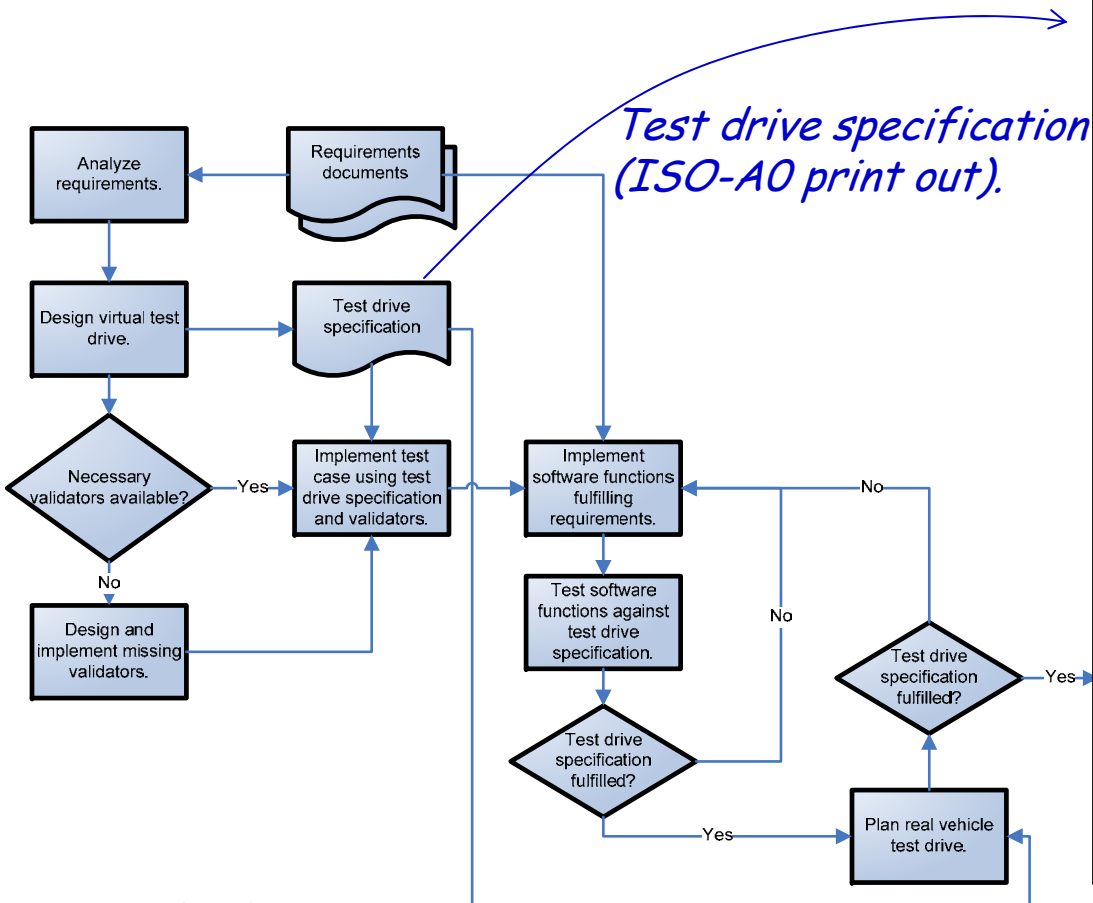 Test drive specification
(ISO-A0 print out).
Analyze
requirements.
Requirements
documents
Design virtual test
drive.
Test drive
specification
Necessary
validators available?
Yes
Implement test
case using test
drive specification
and validators.
Implement
software functions
fulfilling
requirements.
No
No
Design and
implement missing
validators.
Test software
functions against
test drive
specification.
No
Test drive
specification
fulfilled?
Yes
Test drive
specification
fulfilled?
Yes
Plan real vehicle
test drive.